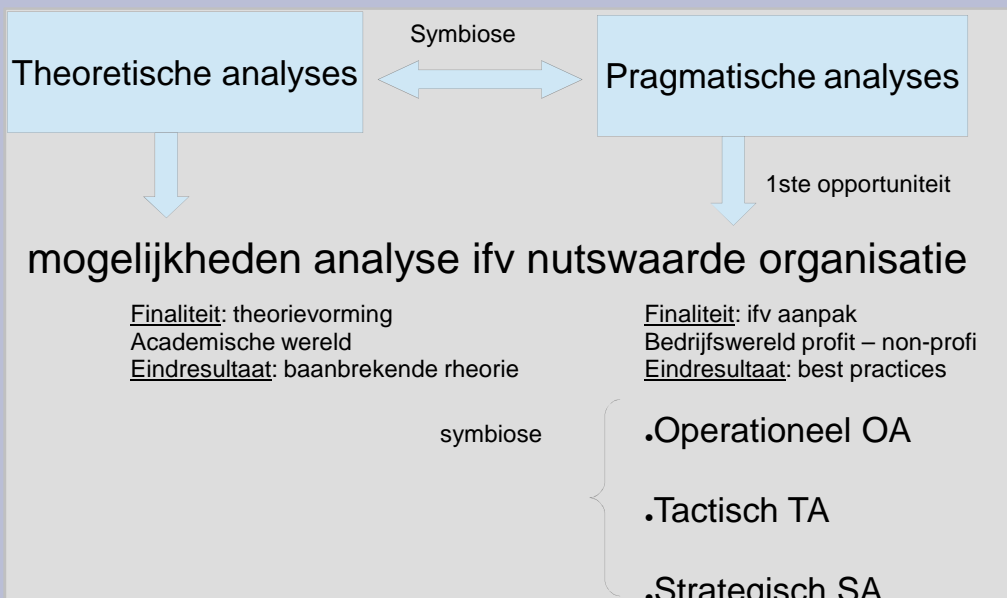 Symbiose
Theoretische analyses
Pragmatische analyses
1ste opportuniteit
mogelijkheden analyse ifv nutswaarde organisatie
Finaliteit: theorievorming
Academische wereld
Eindresultaat: baanbrekende rheorie
Finaliteit: ifv aanpak
Bedrijfswereld profit – non-profi
Eindresultaat: best practices
symbiose
●Operationeel OA
●Tactisch TA
●Strategisch SA